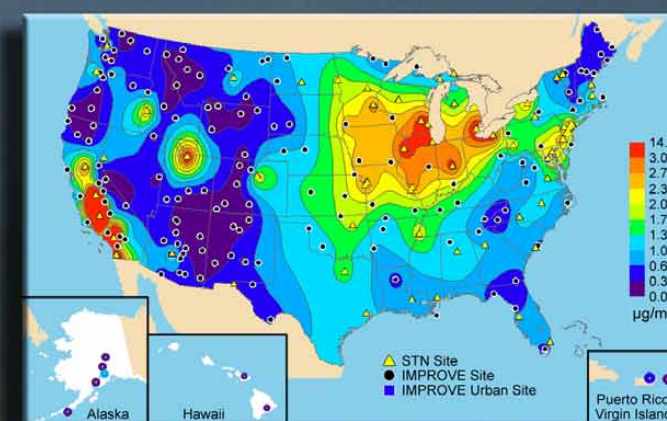 14.
3.0
2.7
2.3
2.0
1.7
1.3
1.0
0.6
0.3
0.0
µg/m
STN Site
IMPROVE Site
IMPROVE Urban Site
Alaska
Hawaii
Puerto Rico
Virgin Island